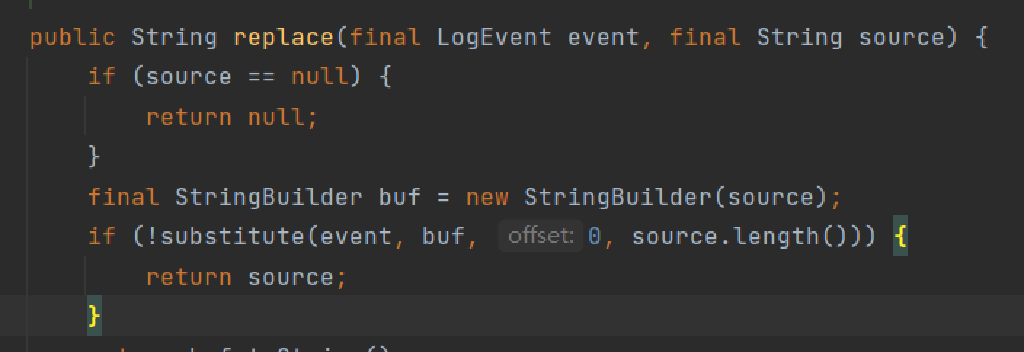 public String replace(final LogEvent event, final String source) {
if (source == null) {
return null;
}
final StringBuilder buf = new StringBuilder(source);
if (!substitute(event, buf, offset: 0, source.length())) {
return source;
}